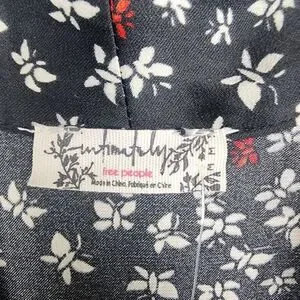 intimately
free people
Made in China, Fabriqué en Chine